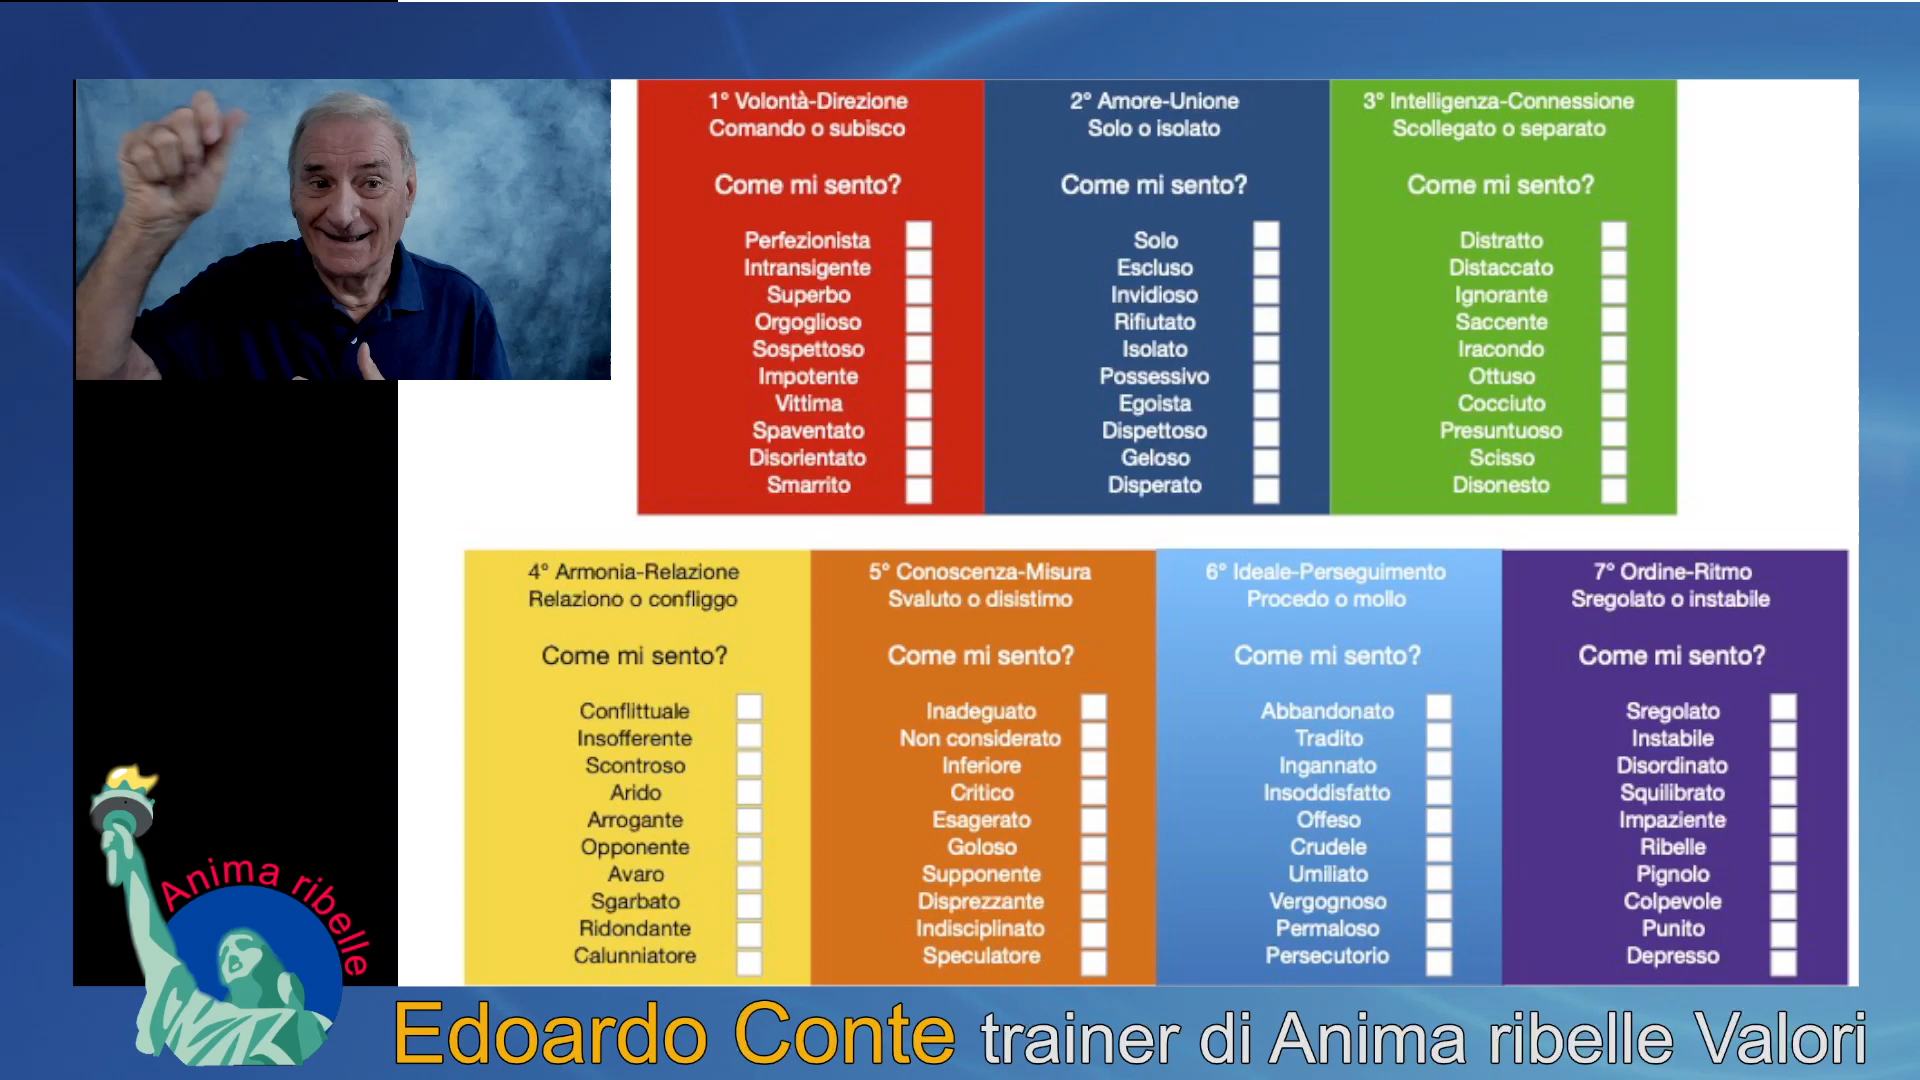 1° Volontà-Direzione
Comando o subisco
Come mi sento?
Perfezionista
Intransigente
Superbo
Orgoglioso
Sospettoso
Impotente
Vittima
Spaventato
Disorientato
Smarrito
2° Amore-Unione
Solo o isolato
Come mi sento?
Solo
Escluso
Invidioso
Rifiutato
Isolato
Possessivo
Egoista
Dispettoso
Geloso
Disperato
3° Intelligenza-Connessione
Scollegato o separato
Come mi sento?
Distratto
Distaccato
Ignorante
Saccente
Iracondo
Ottuso
Cocciuto
Presuntuoso
Scisso
Disonesto
4° Armonia-Relazione
Relaziono o confliggo
Come mi sento?
Conflittuale
Insofferente
Scontroso
Arido
Arrogante
Opponente
Avaro
Sgarbato
Ridondante
Calunniatore
5° Conoscenza-Misura
Svaluto o disistimo
Come mi sento?
Inadeguato
Non considerato
Inferiore
Critico
Esagerato
Goloso
Supponente
Disprezzante
Indisciplinato
Speculatore
6° Ideale-Perseguimento
Procedo o mollo
Come mi sento?
Abbandonato
Tradito
Ingannato
Insoddisfatto
Offeso
Crudele
Umiliato
Vergognoso
Permaloso
Persecutorio
7° Ordine-Ritmo
Sregolato o instabile
Come mi sento?
Sregolato
Instabile
Disordinato
Squilibrato
Impaziente
Ribelle
Pignolo
Colpevole
Punito
Depresso
Anima ribelle
Edoardo Conte trainer di Anima ribelle Valori